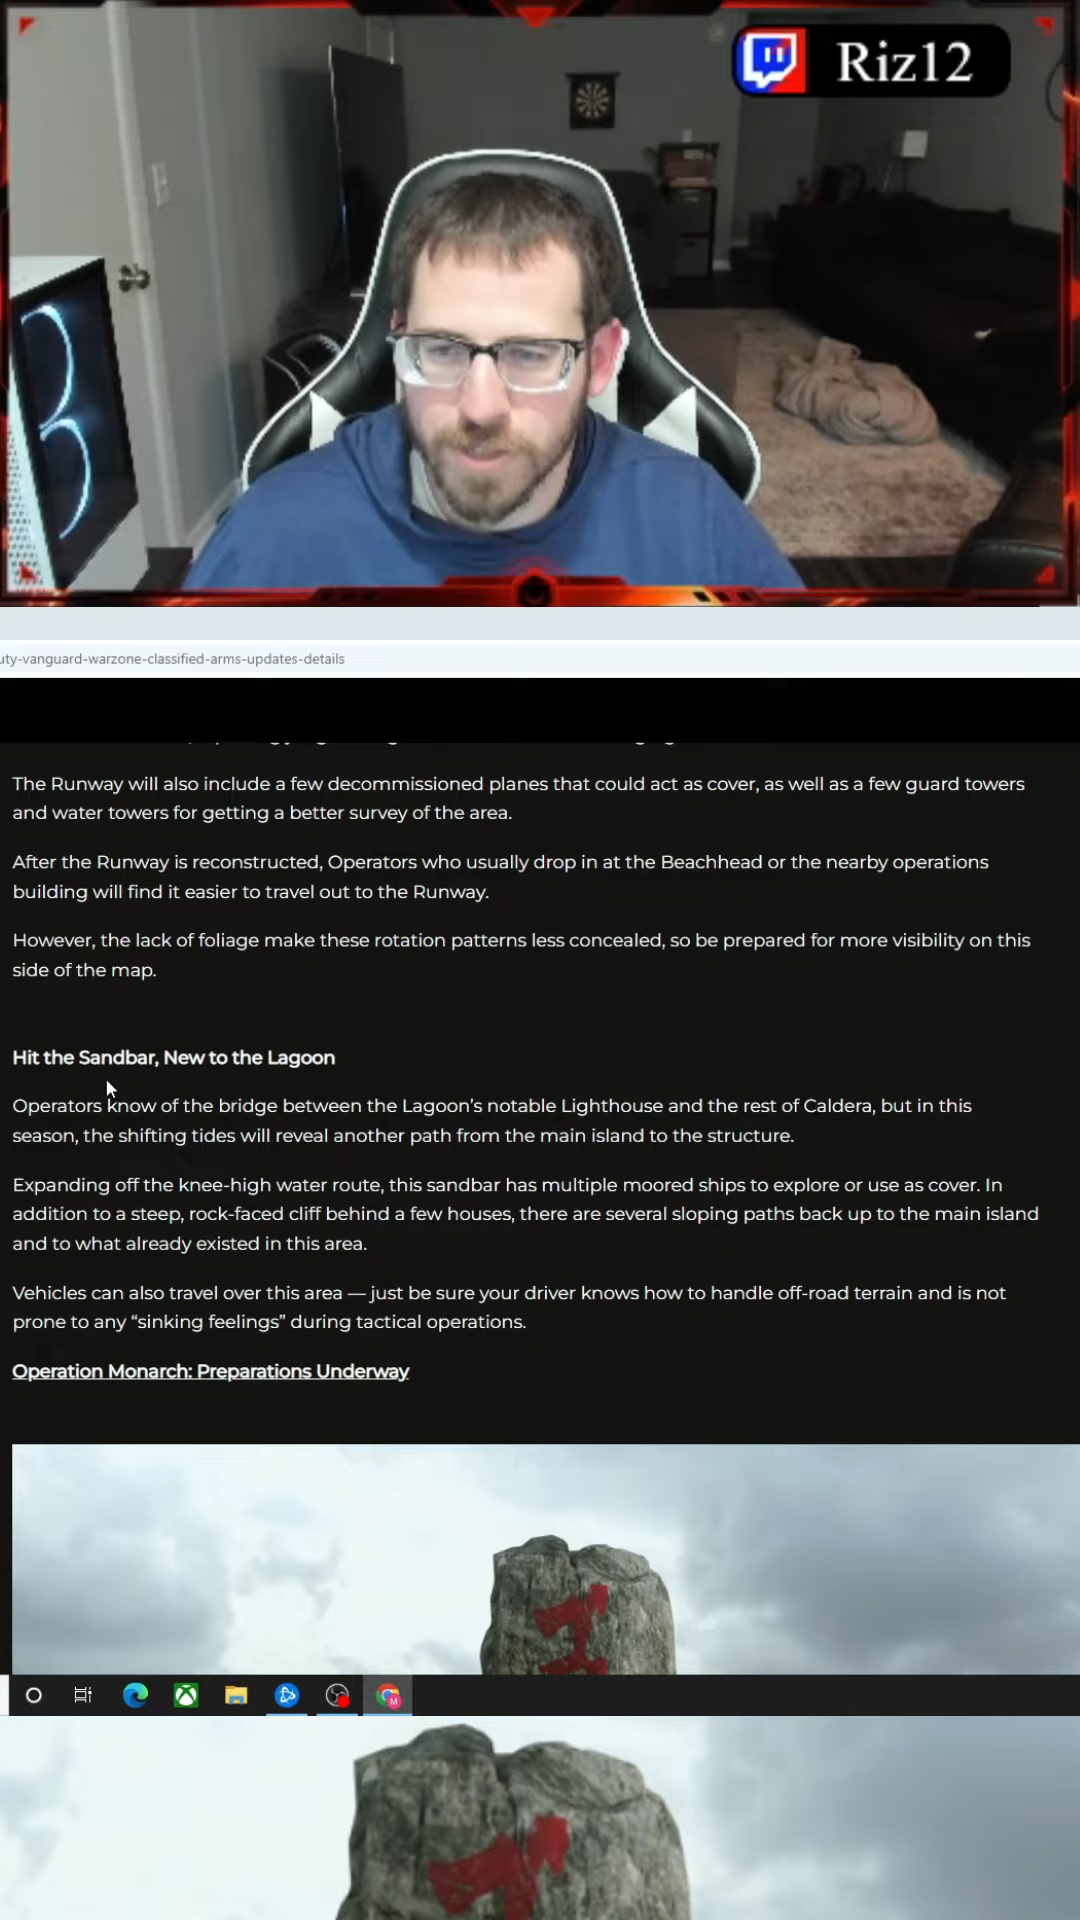 Riz12
uty-vanguard-warzone-classified-arms-updates-details
The Runway will also include a few decommissioned planes that could act as cover, as well as a few guard towers
and water towers for getting a better survey of the area.
After the Runway is reconstructed, Operators who usually drop in at the Beachhead or the nearby operations
building will find it easier to travel out to the Runway.
However, the lack of foliage make these rotation patterns less concealed, so be prepared for more visibility on this
side of the map.
Hit the Sandbar, New to the Lagoon
Operators know of the bridge between the Lagoon’s notable Lighthouse and the rest of Caldera, but in this
season, the shifting tides will reveal another path from the main island to the structure.
Expanding off the knee-high water route, this sandbar has multiple moored ships to explore or use as cover. In
addition to a steep, rock-faced cliff behind a few houses, there are several sloping paths back up to the main island
and to what already existed in this area.
Vehicles can also travel over this area — just be sure your driver knows how to handle off-road terrain and is not
prone to any “sinking feelings” during tactical operations.
Operation Monarch: Preparations Underway
M